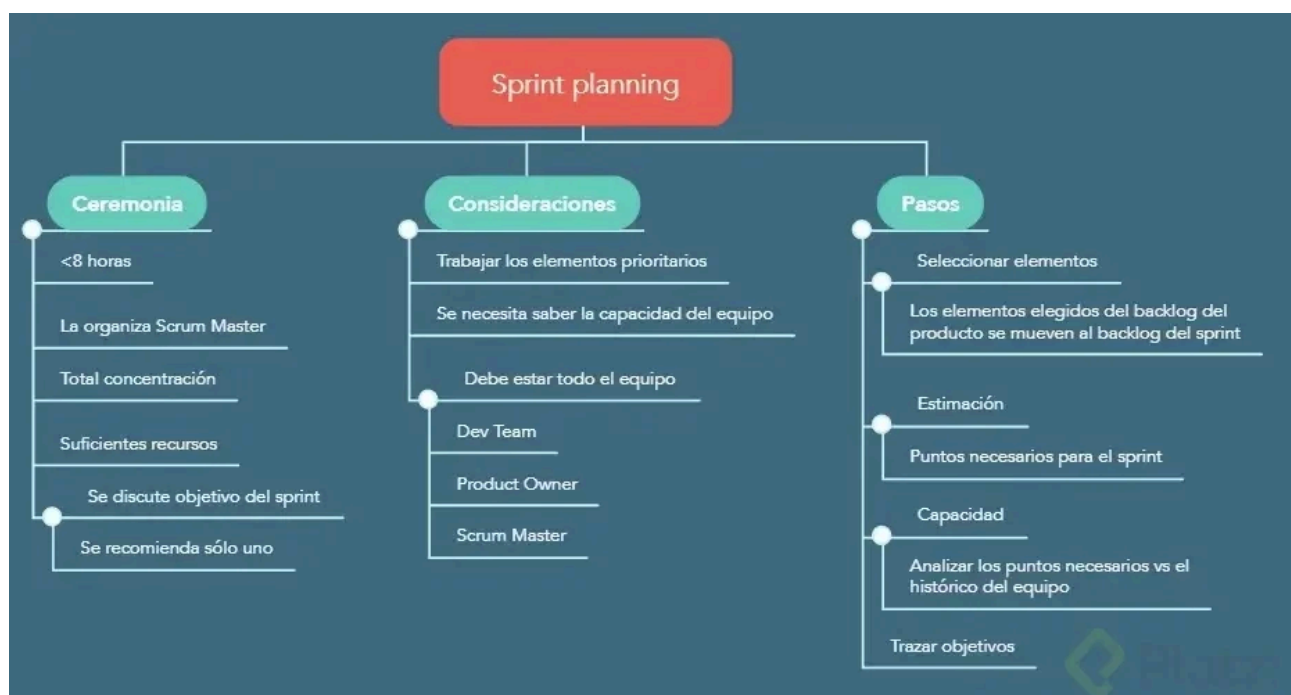 Sprint planning
Ceremonia
<8 horas
La organiza Scrum Master
Total concentración
Suficientes recursos
Se discute objetivo del sprint
Se recomienda sólo uno
Consideraciones
Trabajar los elementos prioritarios
Se necesita saber la capacidad del equipo
Debe estar todo el equipo
Dev Team
Product Owner
Scrum Master
Pasos
Seleccionar elementos
Los elementos elegidos del backlog del
producto se mueven al backlog del sprint
Estimación
Puntos necesarios para el sprint
Capacidad
Analizar los puntos necesarios vs el
histórico del equipo
Trazar objetivos